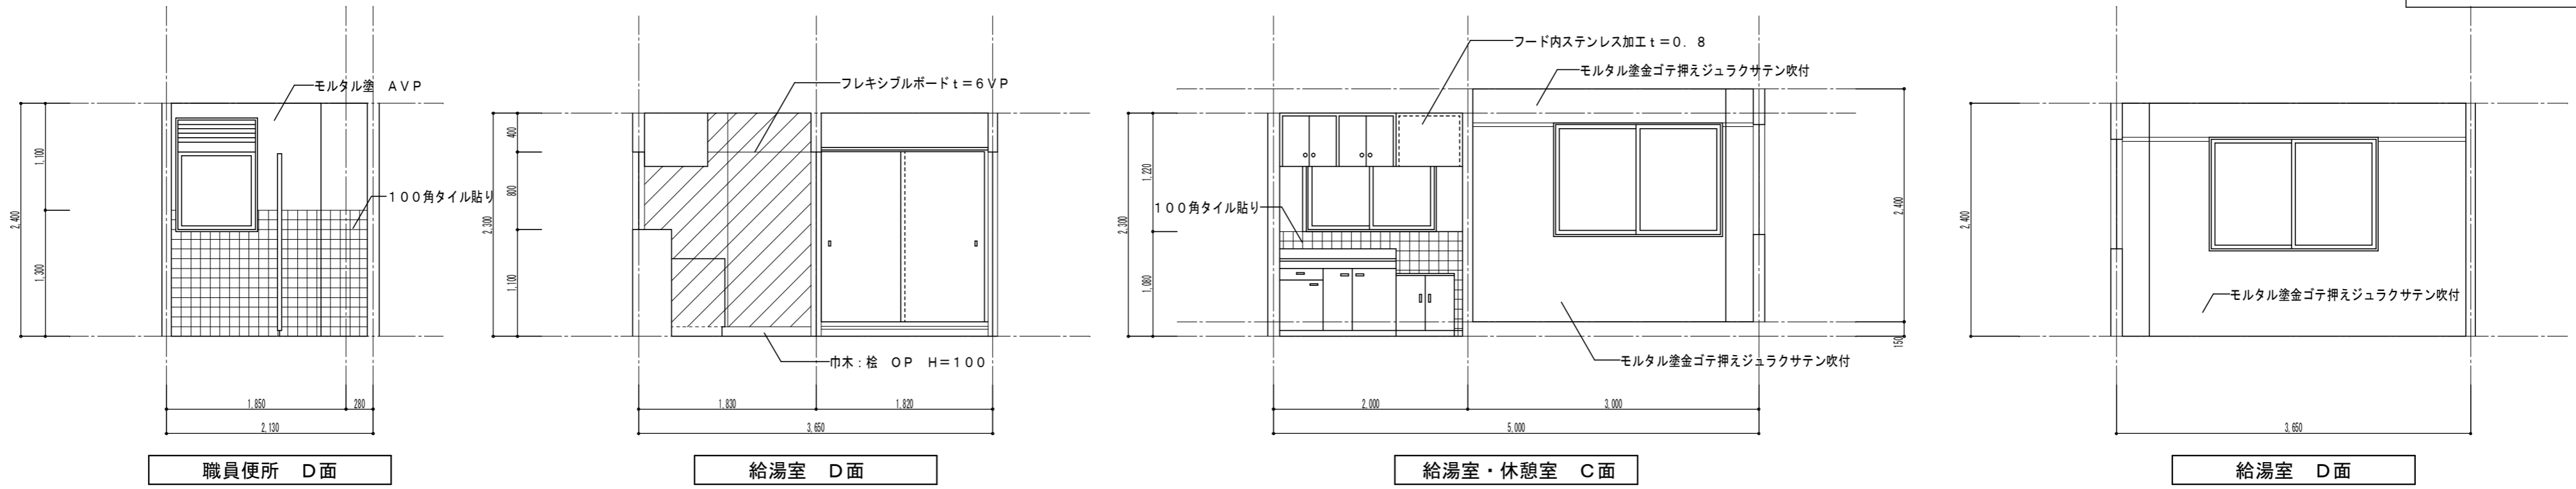 モルタル塗 AVP
100角タイル貼り
2,400
1,100
1,300
1,850
280
2,130
職員便所 D面
フレキシブルボードt=6VP
巾木:桧 OP H=100
2,300
400
800
1,100
1,830
1,820
3,650
給湯室 D面
フード内ステンレス加工t=0.8
モルタル塗金ゴテ押えジュラクサテン吹付
100角タイル貼り
モルタル塗金ゴテ押えジュラクサテン吹付
2,300
1,220
1,080
2,400
150
2,000
3,000
5,000
給湯室・休憩室 C面
モルタル塗金ゴテ押えジュラクサテン吹付
2,400
3,650
給湯室 D面